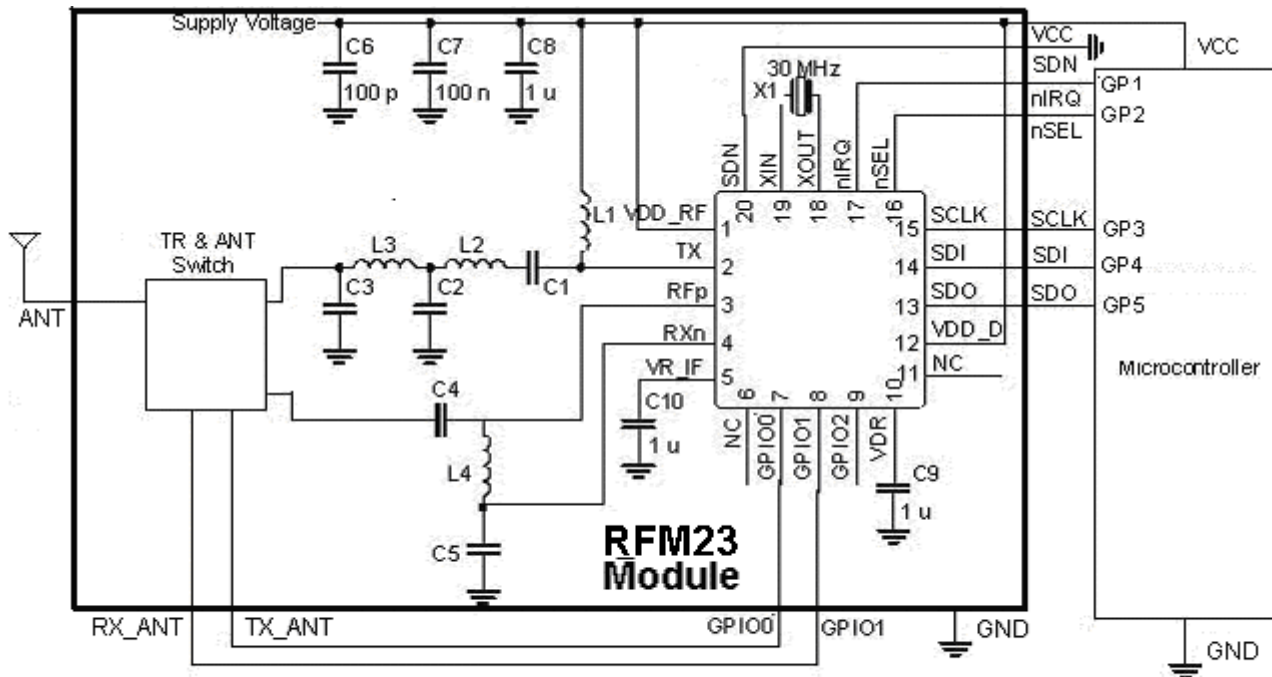 Supply Voltage
C6
100 p
C7
100 n
C8
1 u
30 MHz
X1
VCC
SDN
nIRQ
nSEL
VCC
GP1
GP2
SDN
XIN
XOUT
nIRQ
nSEL
20
19
18
17
16
L1
VDD_RF
1
TX
2
RFp
3
RXn
4
VR_IF
5
15
SCLK
SCLK
GP3
14
SDI
SDI
GP4
13
SDO
SDO
GP5
12
VDD_D
11
NC
Microcontroller
TR & ANT
Switch
L3
L2
C3
C2
C1
ANT
C4
L4
C5
C10
1 u
6
7
8
9
10
NC
GPIO0
GPIO1
GPIO2
VDR
C9
1 u
RFM23
Module
RX_ANT
TX_ANT
GPIO0
GPIO1
GND
GND